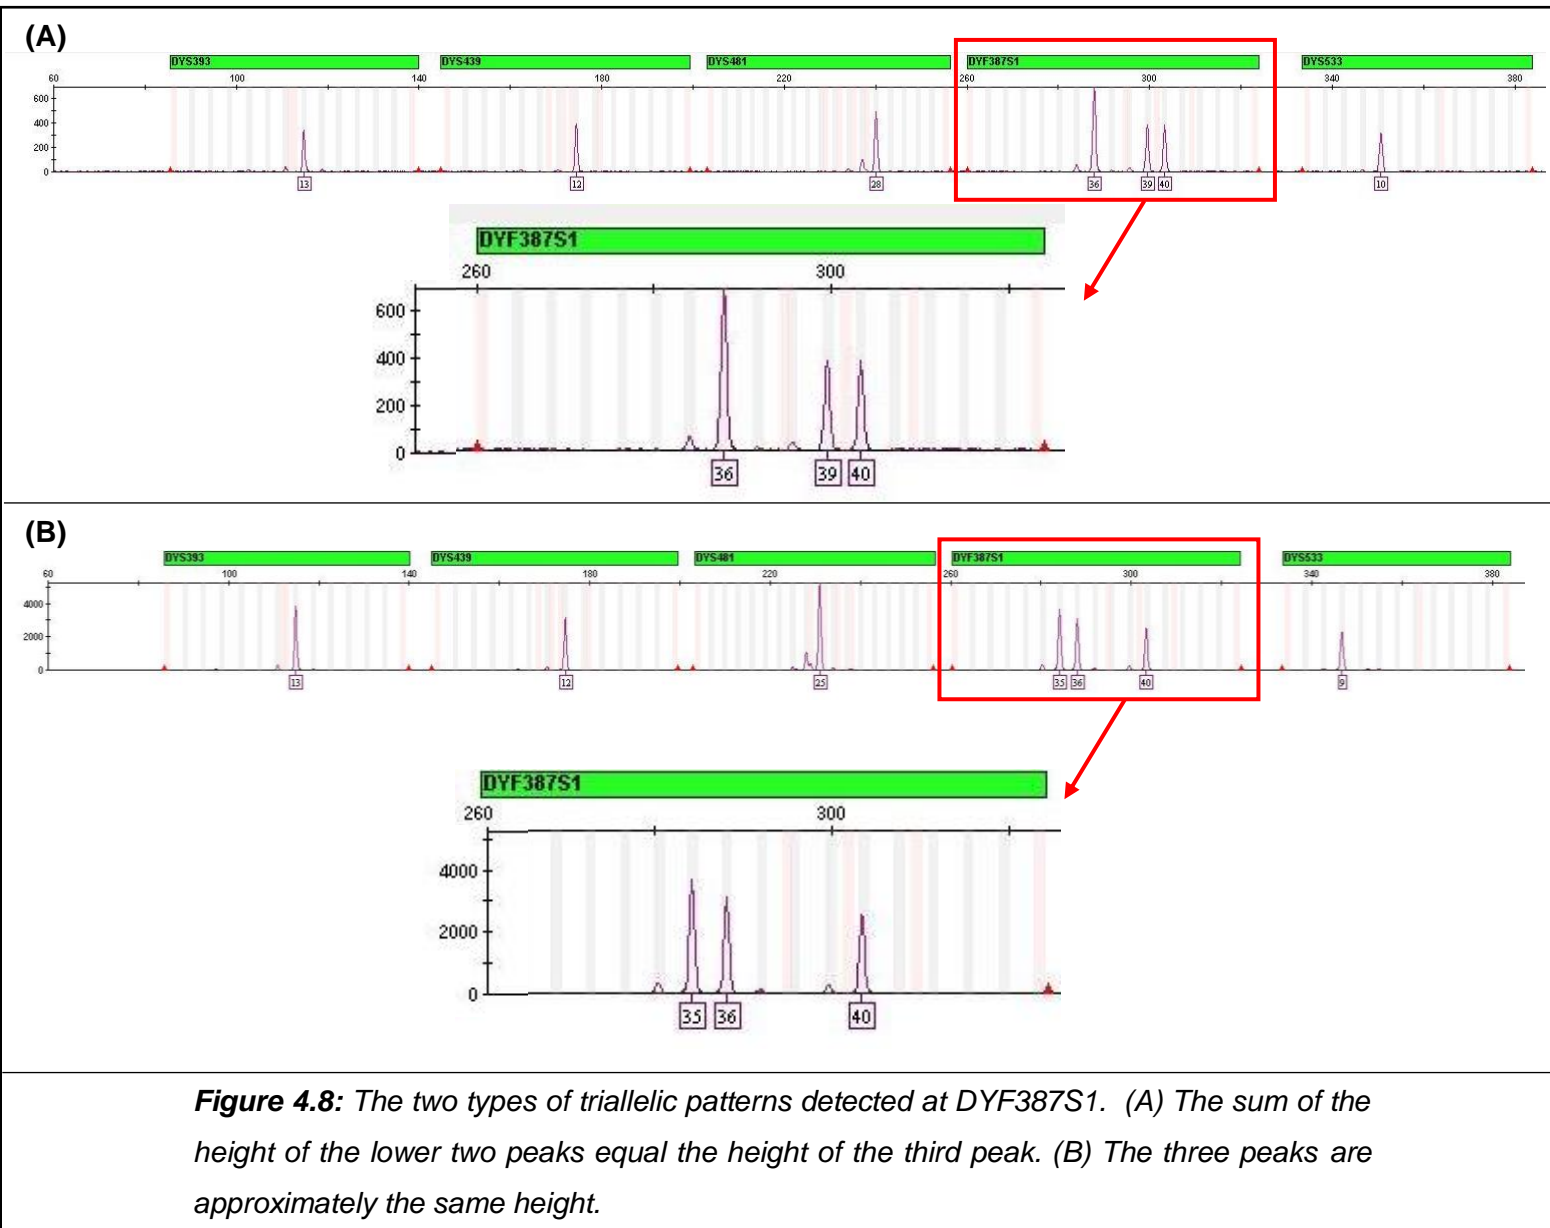 (A)
DYS393 DYS439 DYS481 DYF387S1 DYS533
60 100 140 180 220 260 300 340 380
600
400
200
0
13 12 28 36 39 40 10
DYF387S1
260 300
600
400
200
0
36 39 40
(B)
DYS393 DYS439 DYS481 DYF387S1 DYS533
60 100 140 180 220 260 300 340 380
4000
2000
0
13 12 25 35 36 40 9
DYF387S1
260 300
4000
2000
0
35 36 40
Figure 4.8: The two types of triallelic patterns detected at DYF387S1. (A) The sum of the
height of the lower two peaks equal the height of the third peak. (B) The three peaks are
approximately the same height.